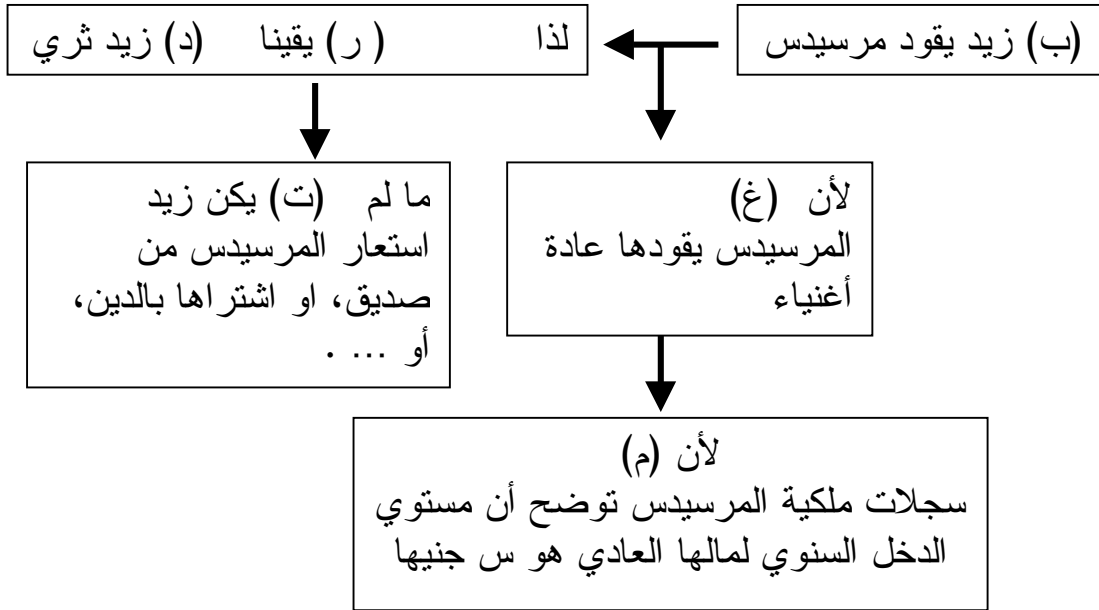 (ب) زيد يقود مرسيدس
لذا ( ر) يقينا (د) زيد ثري
لأن (غ)
المرسيدس يقودها عادة
أغنياء
ما لم (ت) يكن زيد
استعار المرسيدس من
صديق، او اشتراها بالدين،
أو ... .
لأن (م)
سجلات ملكية المرسيدس توضح أن مستوي
الدخل السنوي لمالها العادي هو س جنيها